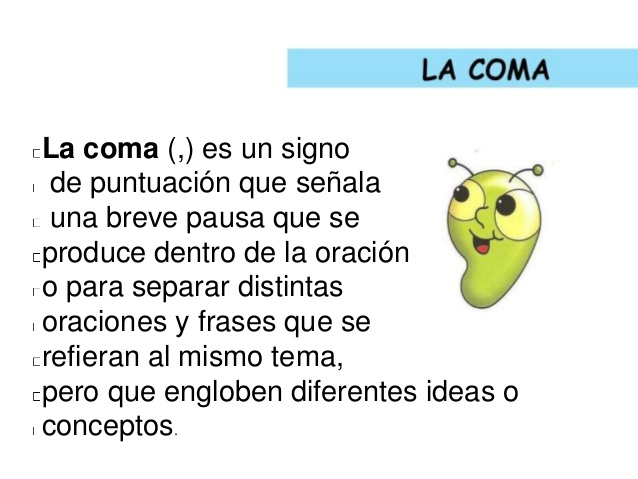 LA COMA
La coma (,) es un signo
de puntuación que señala
una breve pausa que se
produce dentro de la oración
o para separar distintas
oraciones y frases que se
refieran al mismo tema,
pero que engloben diferentes ideas o
conceptos.